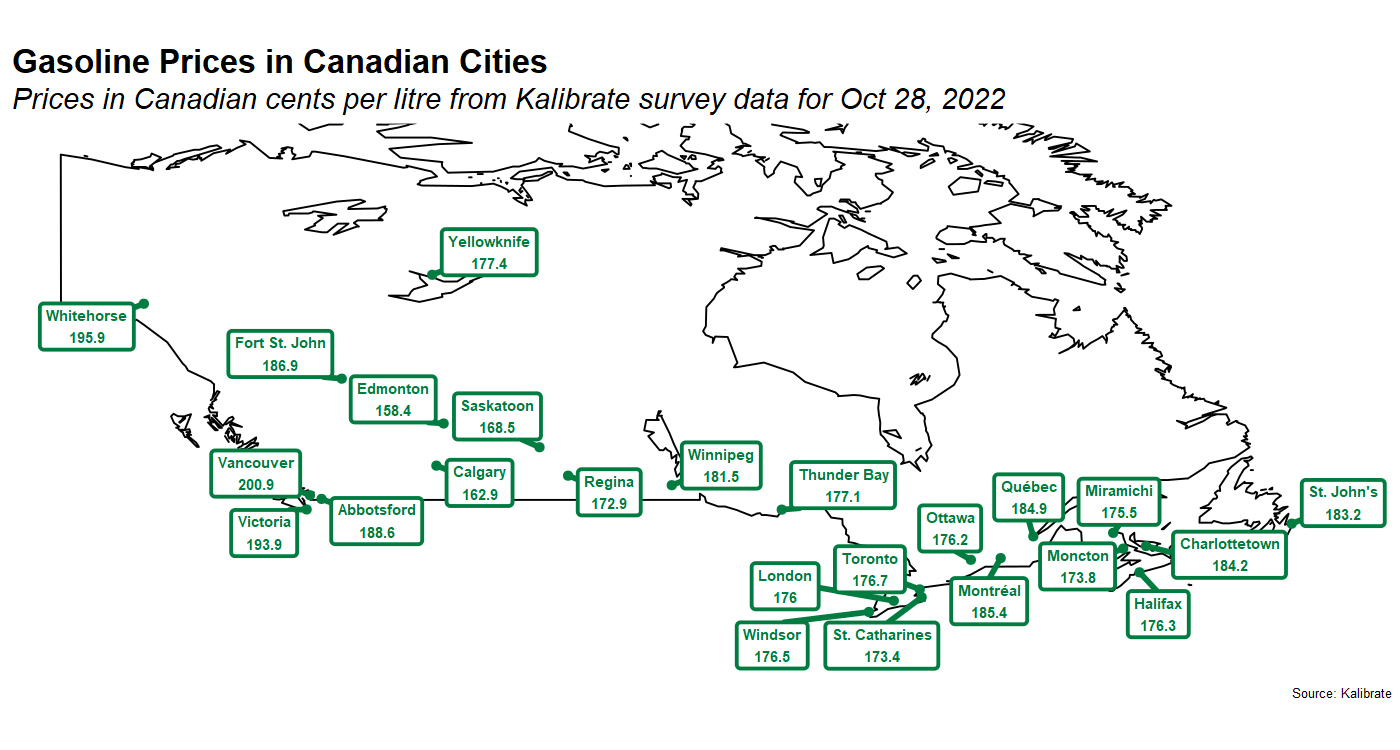 Gasoline Prices in Canadian Cities
Prices in Canadian cents per litre from Kalibrate survey data for Oct 28, 2022
Yellowknife
177.4
Whitehorse
195.9
Fort St. John
186.9
Edmonton
158.4
Saskatoon
168.5
Vancouver
200.9
Victoria
193.9
Abbotsford
188.6
Calgary
162.9
Regina
172.9
Winnipeg
181.5
Thunder Bay
177.1
Québec
184.9
Miramichi
175.5
St. John's
183.2
Ottawa
176.2
Toronto
176.7
London
176
Montréal
185.4
Moncton
173.8
Charlottetown
184.2
Halifax
176.3
Windsor
176.5
St. Catharines
173.4
Source: Kalibrate